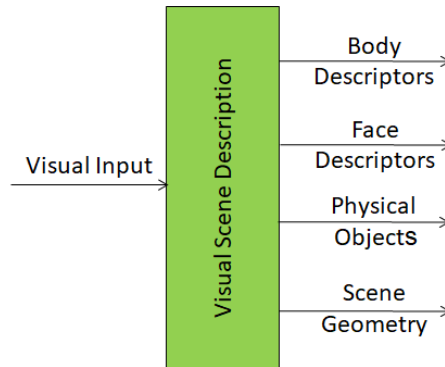 Visual Input
Visual Scene Description
Body
Descriptors
Face
Descriptors
Physical
Objects
Scene
Geometry